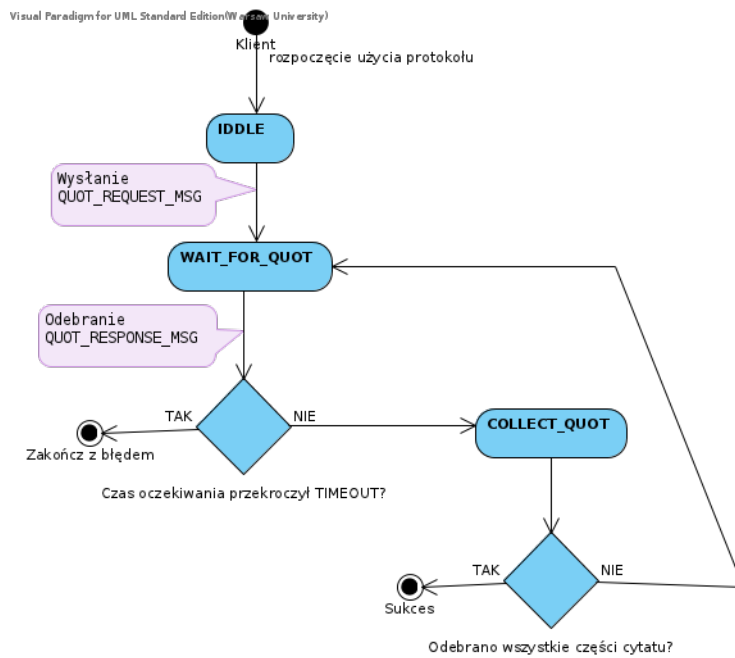 Visual Paradigm for UML Standard Edition(Warsaw University)
Klient
rozpoczęcie użycia protokołu
IDDLE
Wysłanie
QUOT_REQUEST_MSG
WAIT_FOR_QUOT
Odebranie
QUOT_RESPONSE_MSG
TAK
NIE
COLLECT_QUOT
Zakończ z błędem
Czas oczekiwania przekroczył TIMEOUT?
TAK
NIE
Sukces
Odebrano wszystkie części cytatu?